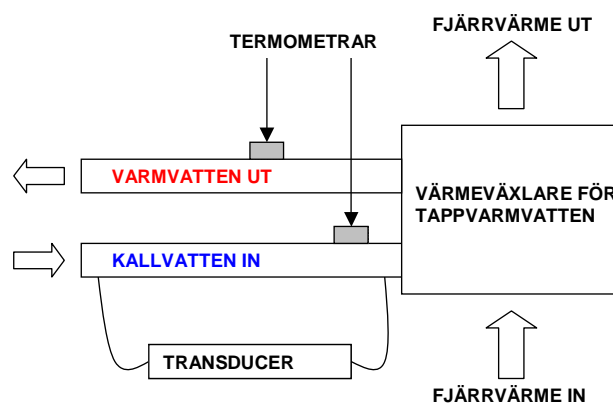 FJÄRRVÄRME UT
TERMOMETRAR
VARMVATTEN UT
VÄRMEVÄXLARE FÖR
TAPPVARMVATTEN
KALLVATTEN IN
TRANSDUCER
FJÄRRVÄRME IN